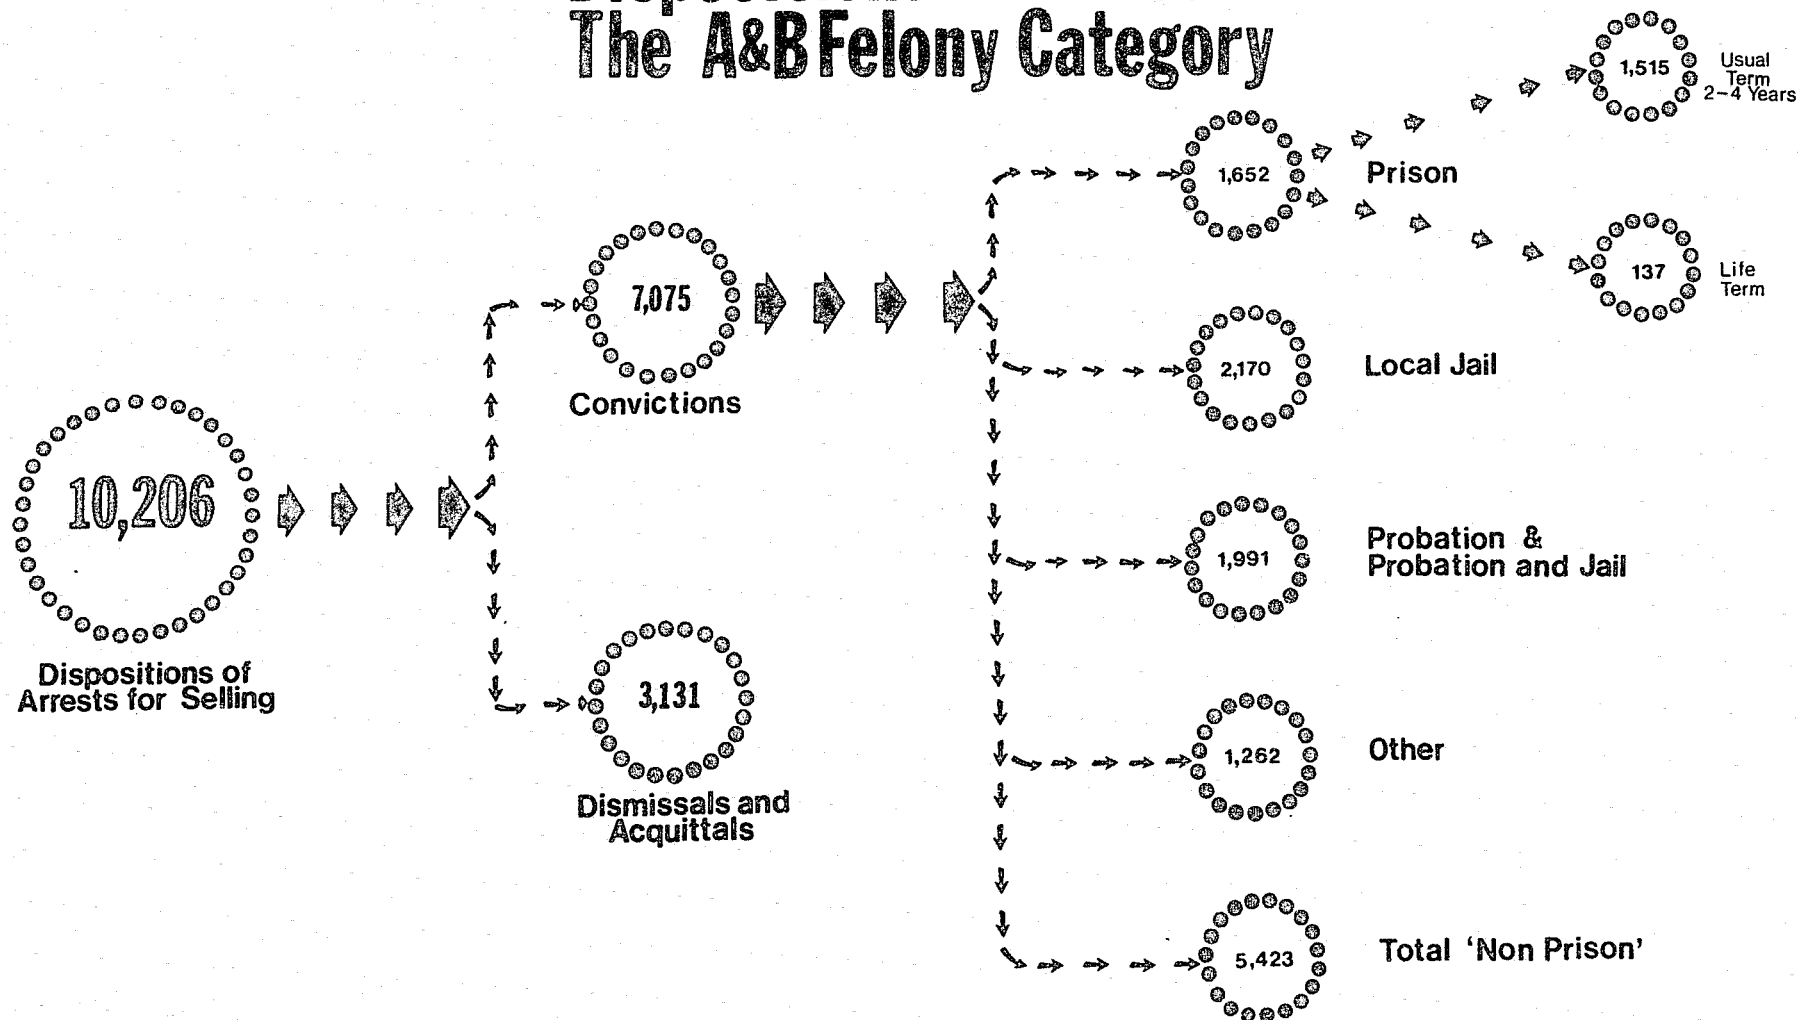 The A&B Felony Category
1,515
Usual
Term
2-4 Years
1,652
Prison
137
Life
Term
7,075
Convictions
2,170
Local Jail
10,206
Dispositions of
Arrests for Selling
1,991
Probation &
Probation and Jail
3,131
Dismissals and
Acquittals
1,262
Other
5,423
Total 'Non Prison'